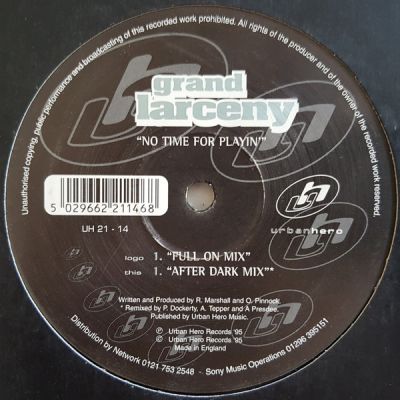 Unauthorised copying, public performance and broadcasting of this recorded work prohibited. All rights of the producer and of the owner of the recorded work reserved.
grand
larceny
"NO TIME FOR PLAYIN'"
5 029662 211468
UH 21 - 14
urbanhero
logo 1. "FULL ON MIX"
this 1. "AFTER DARK MIX"*
Written and Produced by R. Marshall and Q. Pinnock.
* Remixed by P. Dockerty, A. Tepper and A Presdee.
Published by Urban Hero Music.
℗ Urban Hero Records '95
© Urban Hero Records '95
Made in England
Distribution by Network 0121 753 2548 - Sony Music Operations 01296 395151